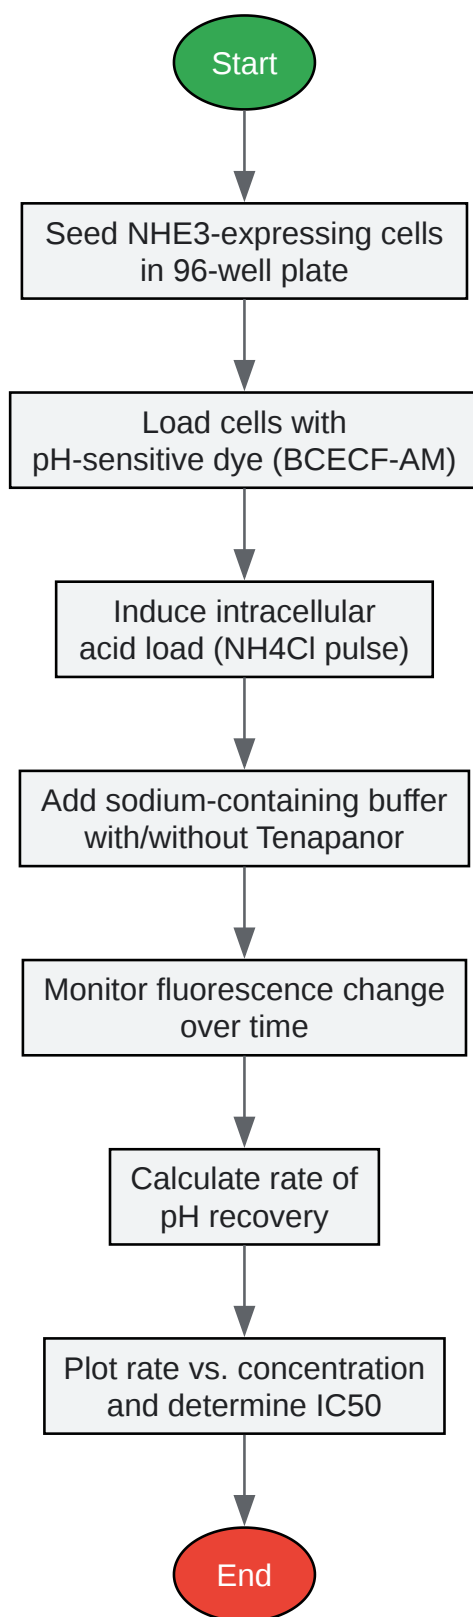 Start
Seed NHE3-expressing cells
in 96-well plate
Load cells with
pH-sensitive dye (BCECF-AM)
Induce intracellular
acid load (NH4Cl pulse)
Add sodium-containing buffer
with/without Tenapanor
Monitor fluorescence change
over time
Calculate rate of
pH recovery
Plot rate vs. concentration
and determine IC50
End